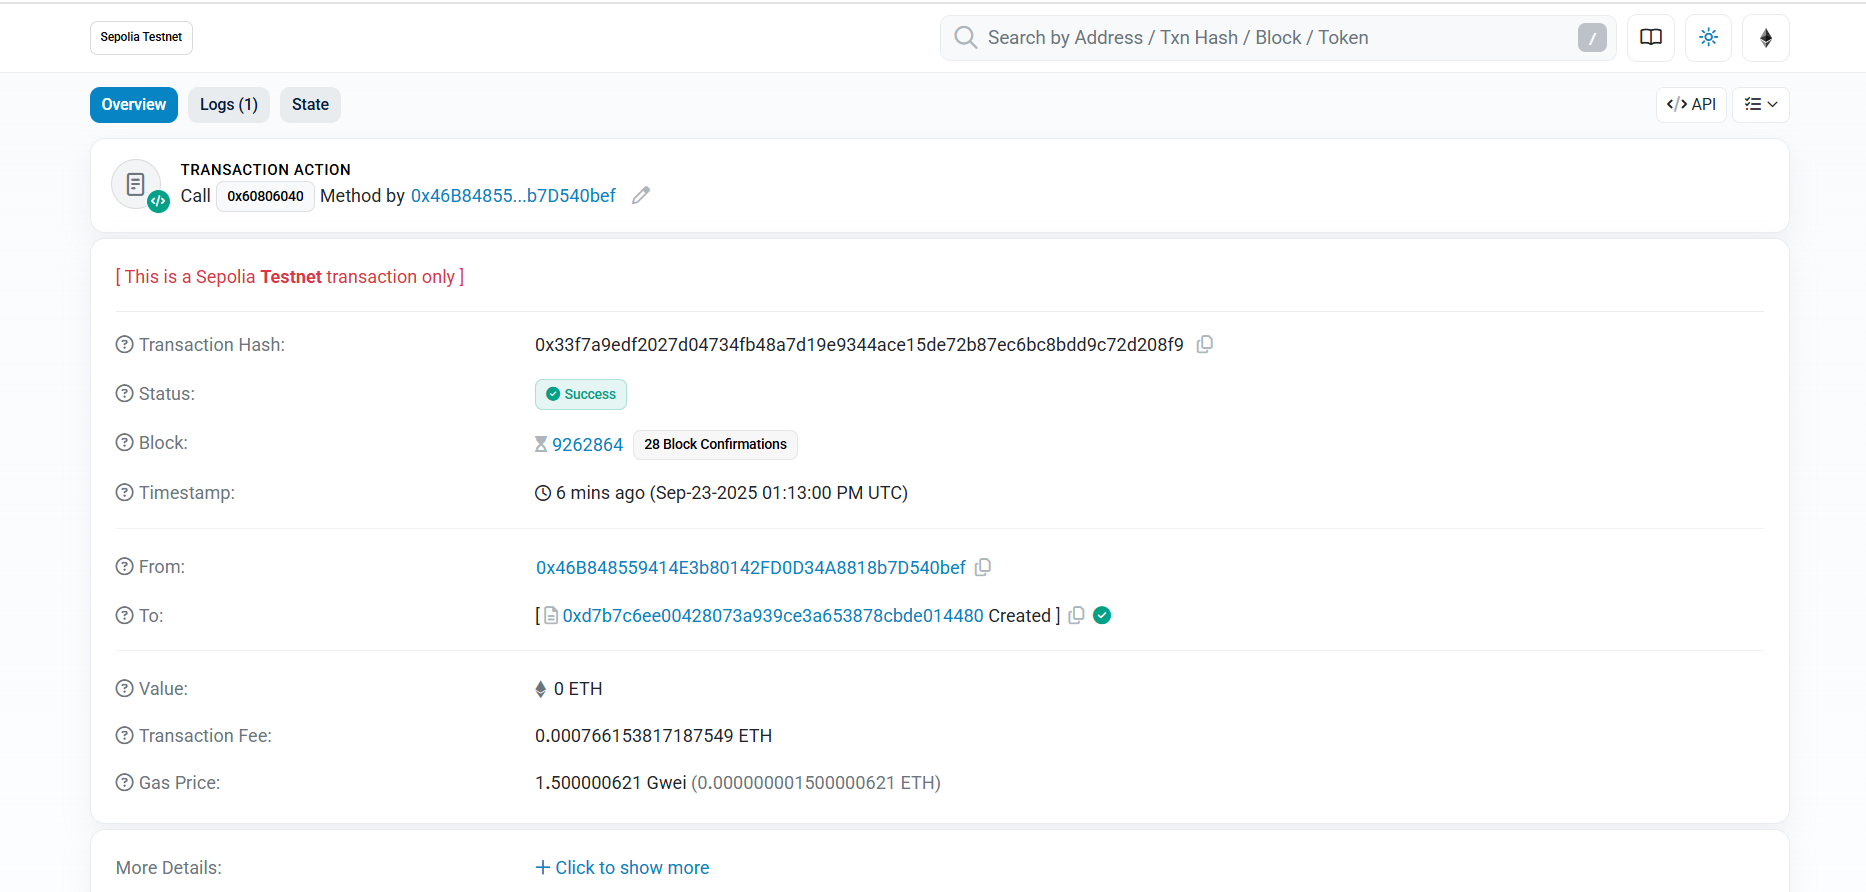 Sepolia Testnet
Search by Address / Txn Hash / Block / Token /
Overview Logs (1) State </> API
TRANSACTION ACTION
Call 0x60806040 Method by 0x46B84855...b7D540bef
[ This is a Sepolia Testnet transaction only ]
Transaction Hash: 0x33f7a9edf2027d04734fb48a7d19e9344ace15de72b87ec6bc8bdd9c72d208f9
Status: Success
Block: 9262864 28 Block Confirmations
Timestamp: 6 mins ago (Sep-23-2025 01:13:00 PM UTC)
From: 0x46B848559414E3b80142FD0D34A8818b7D540bef
To: [ 0xd7b7c6ee00428073a939ce3a653878cbde014480 Created ]
Value: 0 ETH
Transaction Fee: 0.000766153817187549 ETH
Gas Price: 1.500000621 Gwei (0.000000001500000621 ETH)
More Details: + Click to show more